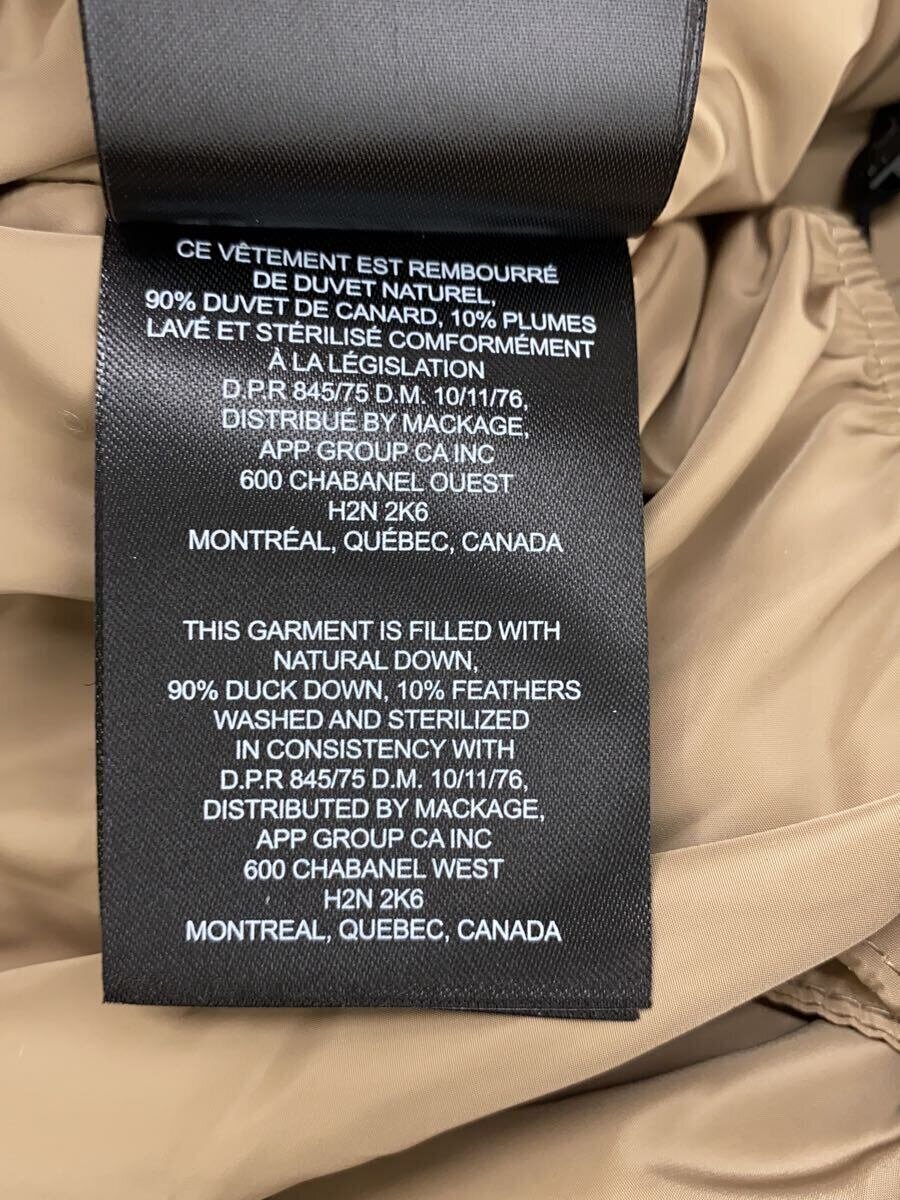 CE VÊTEMENT EST REMBOURRÉ
DE DUVET NATUREL,
90% DUVET DE CANARD, 10% PLUMES
LAVÉ ET STÉRILISÉ COMFORMÉMENT
À LA LÉGISLATION
D.P.R 845/75 D.M. 10/11/76,
DISTRIBUÉ BY MACKAGE,
APP GROUP CA INC
600 CHABANEL OUEST
H2N 2K6
MONTRÉAL, QUÉBEC, CANADA
THIS GARMENT IS FILLED WITH
NATURAL DOWN,
90% DUCK DOWN, 10% FEATHERS
WASHED AND STERILIZED
IN CONSISTENCY WITH
D.P.R 845/75 D.M. 10/11/76,
DISTRIBUTED BY MACKAGE,
APP GROUP CA INC
600 CHABANEL WEST
H2N 2K6
MONTREAL, QUEBEC, CANADA